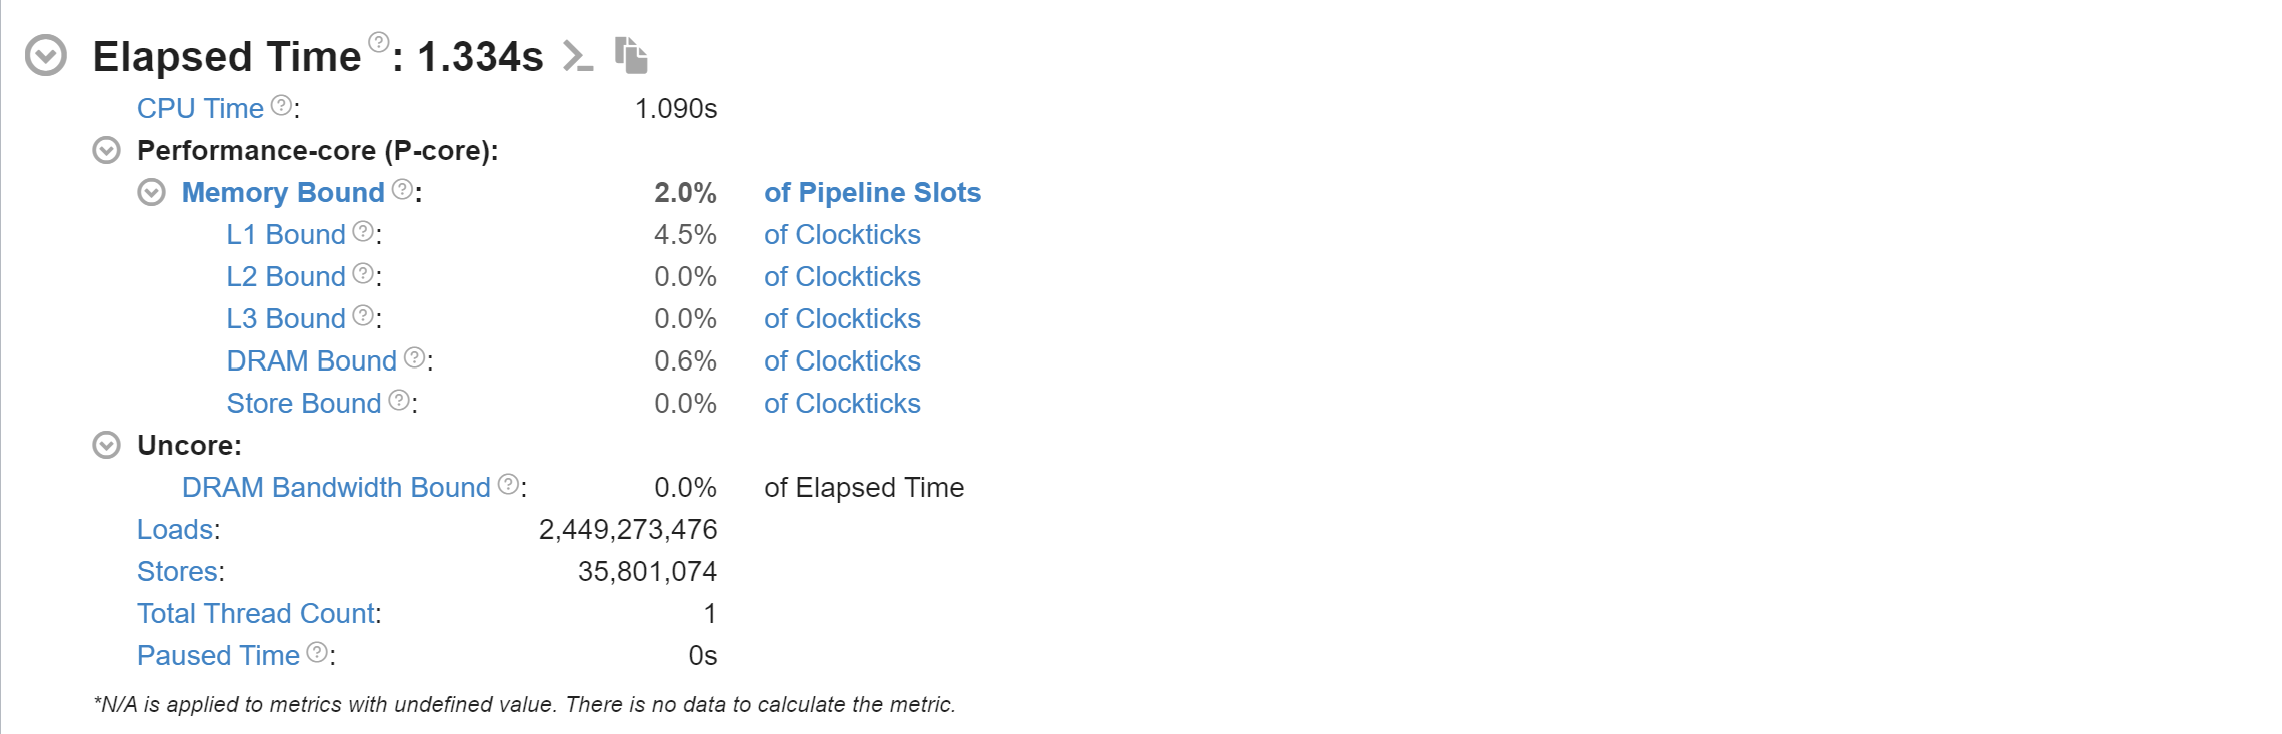 Elapsed Time ? : 1.334s
CPU Time ? : 1.090s
Performance-core (P-core):
Memory Bound ? : 2.0% of Pipeline Slots
L1 Bound ? : 4.5% of Clockticks
L2 Bound ? : 0.0% of Clockticks
L3 Bound ? : 0.0% of Clockticks
DRAM Bound ? : 0.6% of Clockticks
Store Bound ? : 0.0% of Clockticks
Uncore:
DRAM Bandwidth Bound ? : 0.0% of Elapsed Time
Loads: 2,449,273,476
Stores: 35,801,074
Total Thread Count: 1
Paused Time ? : 0s
*N/A is applied to metrics with undefined value. There is no data to calculate the metric.